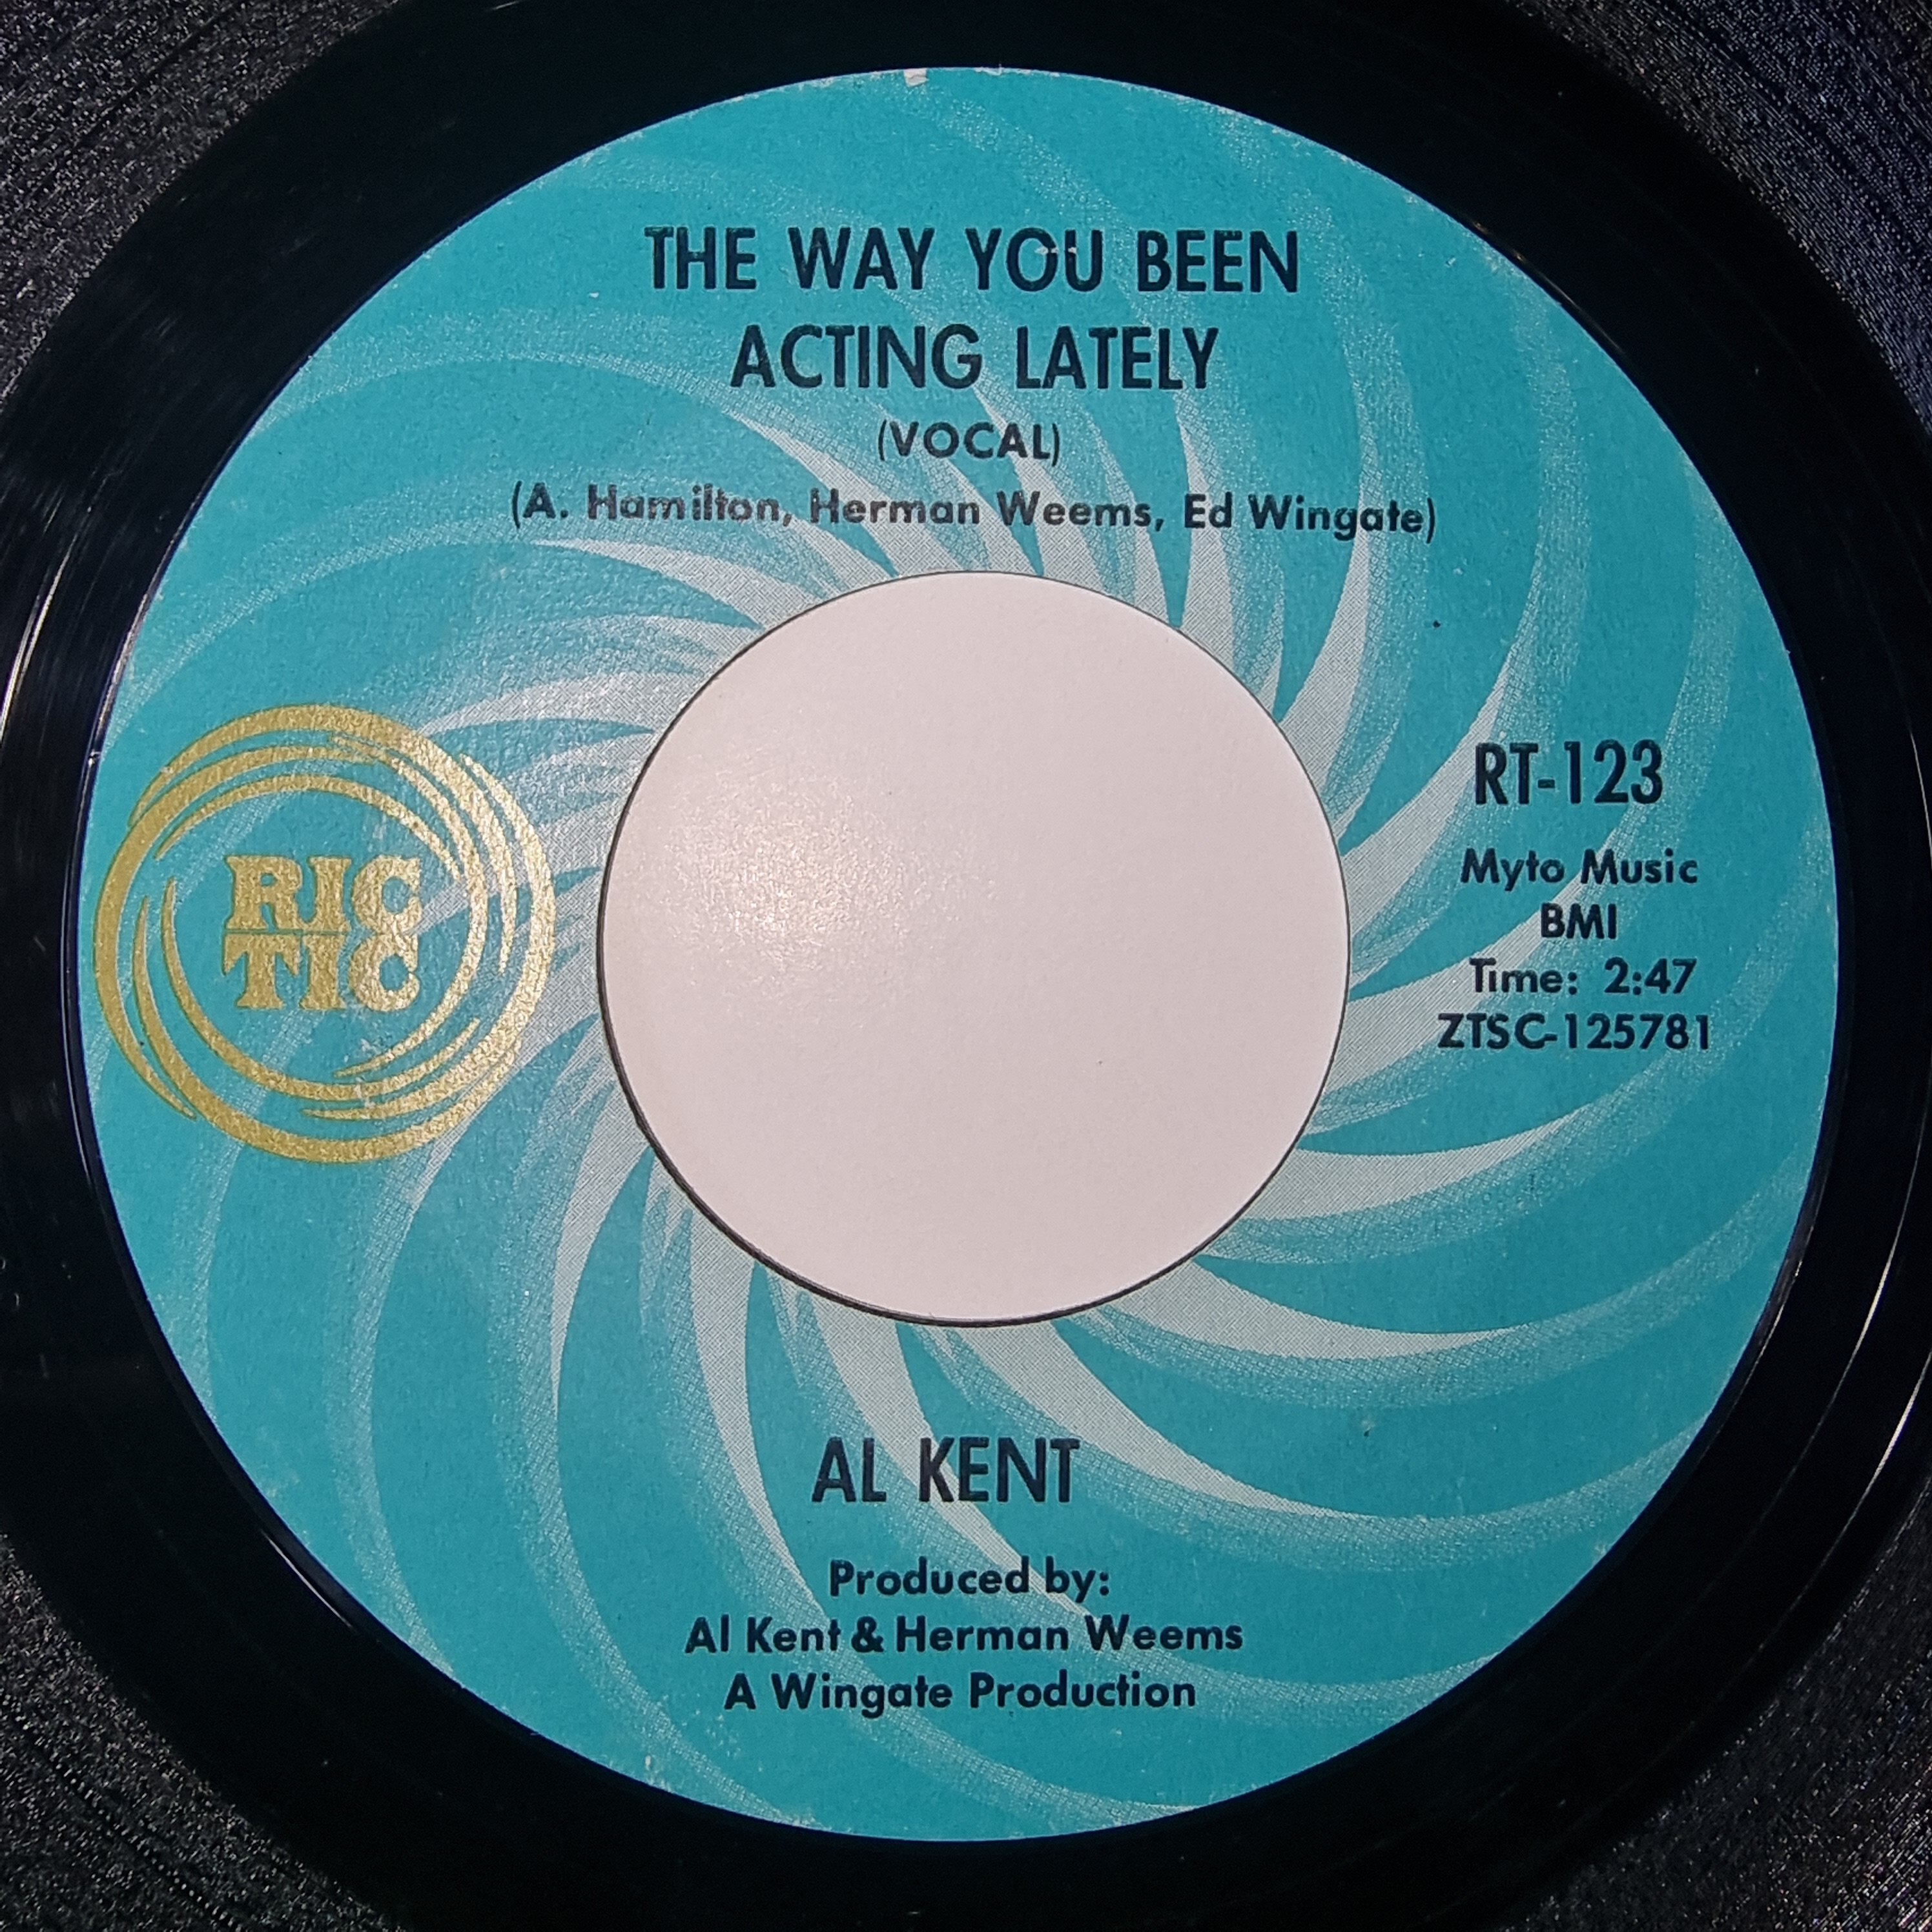 THE WAY YOU BEEN
ACTING LATELY
(VOCAL)
(A. Hamilton, Herman Weems, Ed Wingate)
RIC
TIC
RT-123
Myto Music
BMI
Time: 2:47
ZTSC-125781
AL KENT
Produced by:
Al Kent & Herman Weems
A Wingate Production